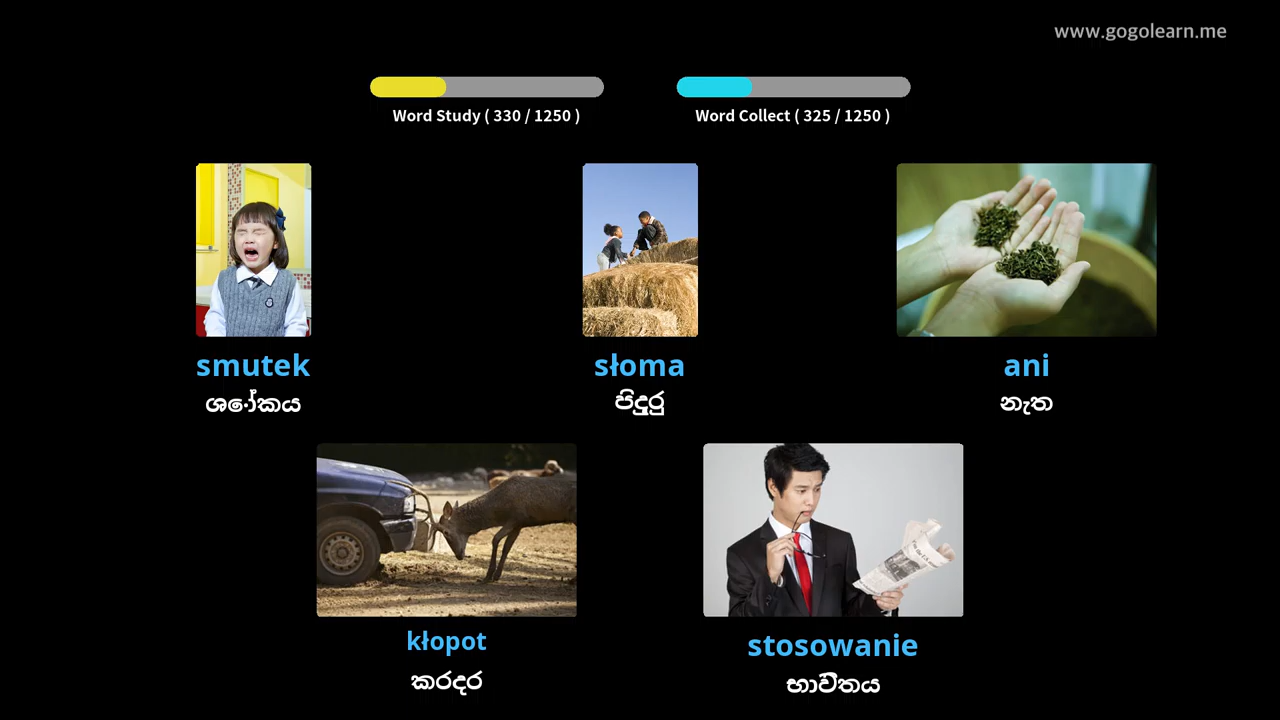 www.gogolearn.me
Word Study ( 330 / 1250 )
Word Collect ( 325 / 1250 )
smutek
ශෝකය
słoma
පිදුරු
ani
නැත
kłopot
කරදර
stosowanie
භාවිතය